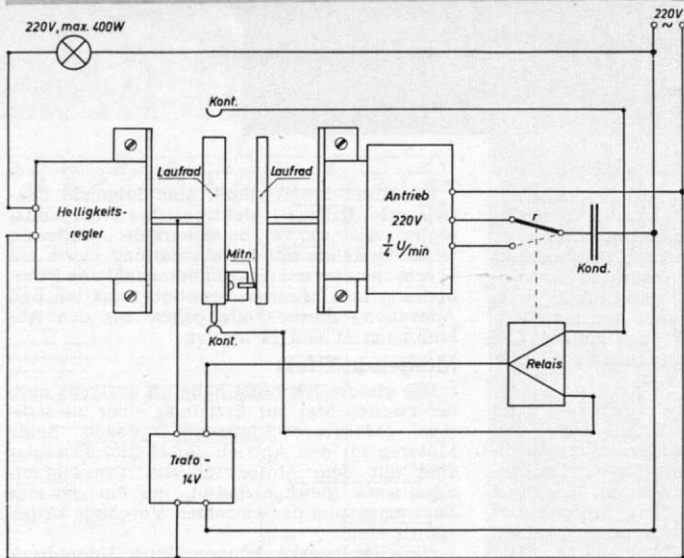 220V, max. 400W
220V
~
Kont.
Laufrad
Laufrad
Antrieb
220V
1/4 U/min
Helligkeits-
regler
r
Mitn.
Kond.
Kont.
Relais
Trafo -
14V